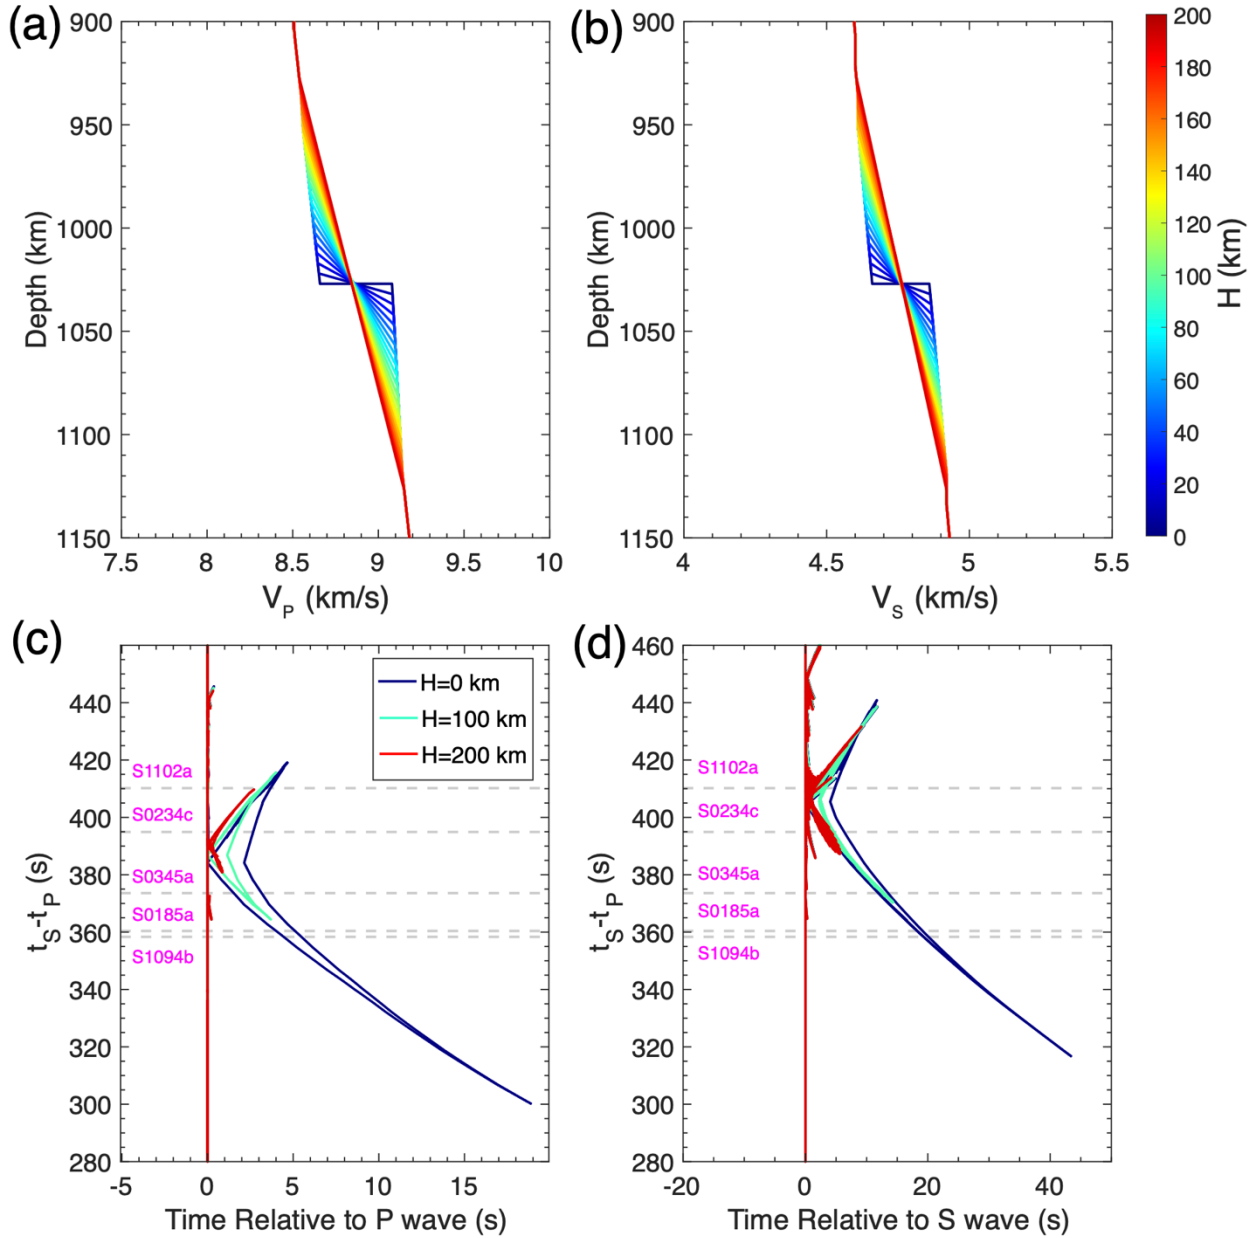 (a)
900
950
1000
1050
1100
1150
Depth (km)
7.5 8 8.5 9 9.5 10
V_P (km/s)
(b)
900
950
1000
1050
1100
1150
Depth (km)
4 4.5 5 5.5
V_S (km/s)
200
180
160
140
120
100
80
60
40
20
0
H (km)
(c)
440
420
400
380
360
340
320
300
280
t_S-t_P (s)
H=0 km
H=100 km
H=200 km
S1102a
S0234c
S0345a
S0185a
S1094b
-5 0 5 10 15
Time Relative to P wave (s)
(d)
460
440
420
400
380
360
340
320
300
280
t_S-t_P (s)
S1102a
S0234c
S0345a
S0185a
S1094b
-20 0 20 40
Time Relative to S wave (s)